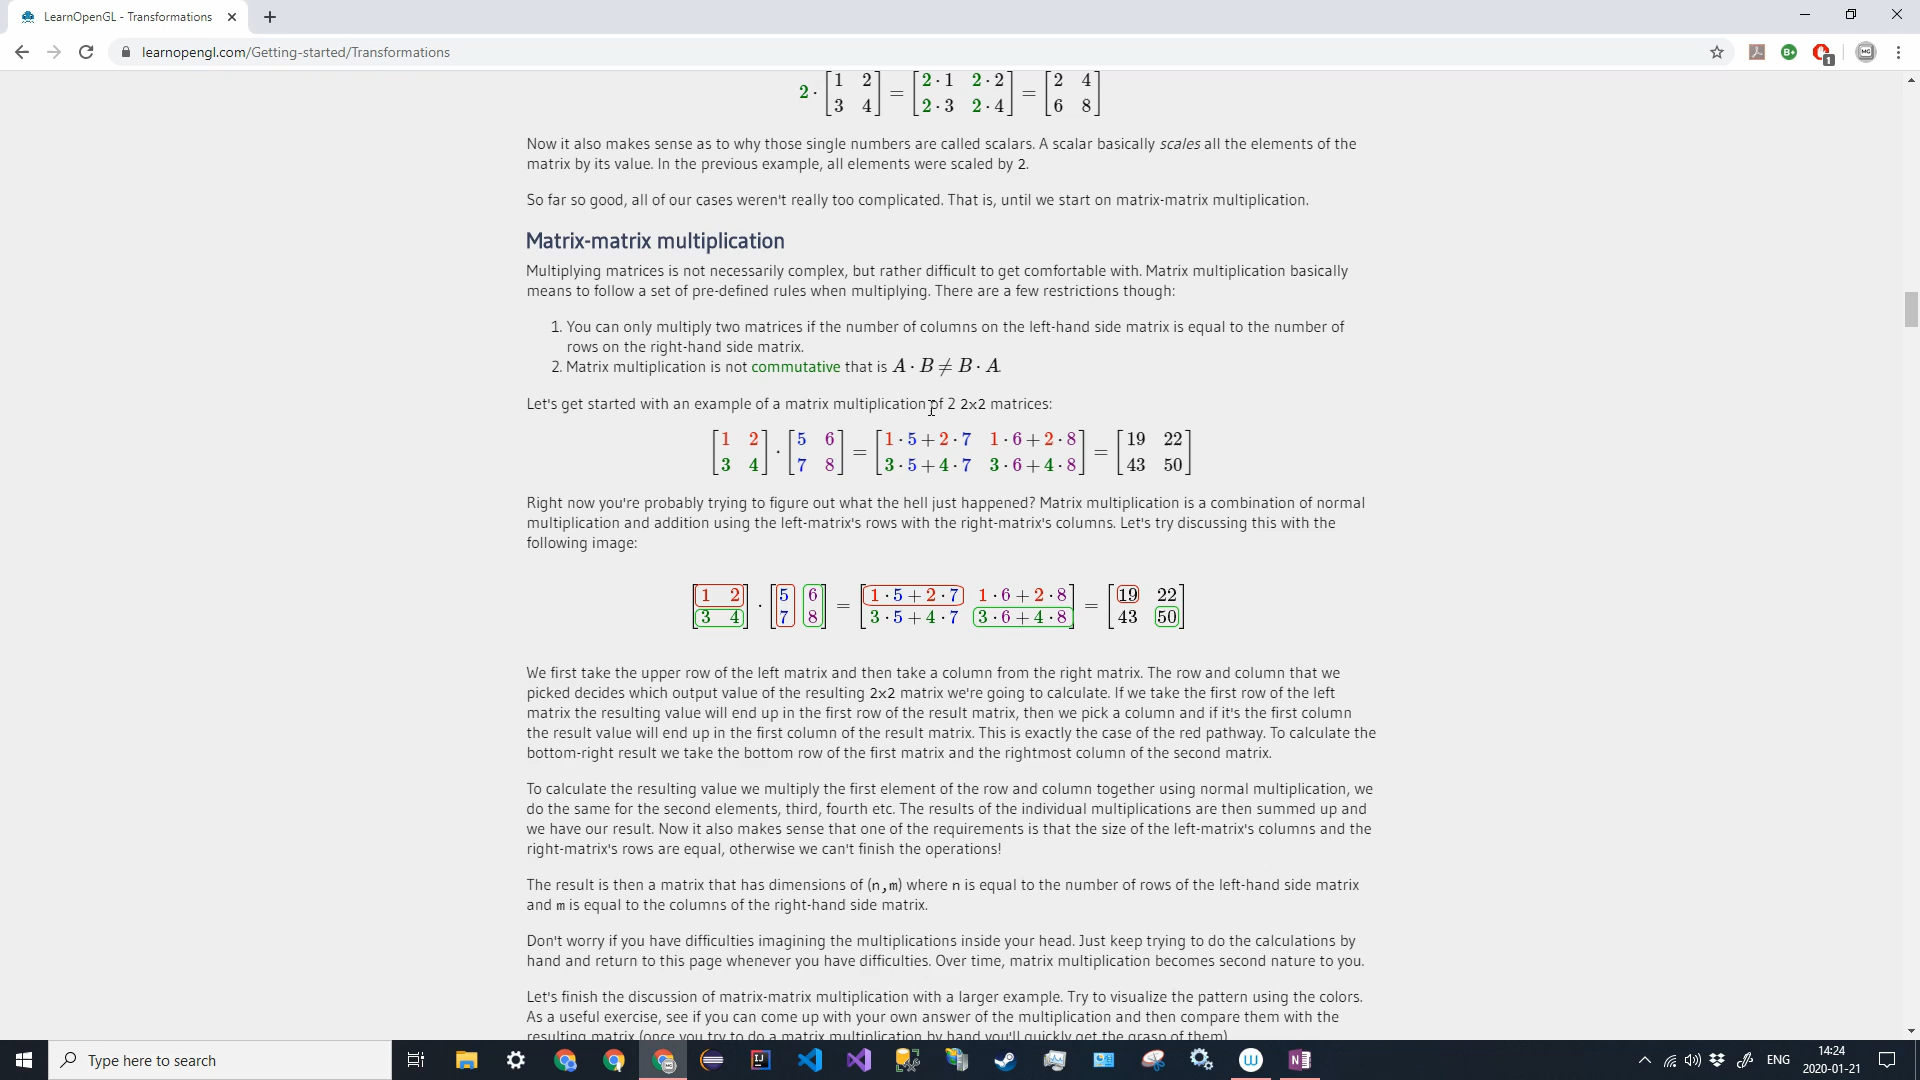 LearnOpenGL - Transformations
learnopengl.com/Getting-started/Transformations
B+
1
MG
2 · [1 2 = [2 · 1 2 · 2 = [2 4
3 4] 2 · 3 2 · 4] 6 8]
Now it also makes sense as to why those single numbers are called scalars. A scalar basically scales all the elements of the
matrix by its value. In the previous example, all elements were scaled by 2.
So far so good, all of our cases weren't really too complicated. That is, until we start on matrix-matrix multiplication.
Matrix-matrix multiplication
Multiplying matrices is not necessarily complex, but rather difficult to get comfortable with. Matrix multiplication basically
means to follow a set of pre-defined rules when multiplying. There are a few restrictions though:
1. You can only multiply two matrices if the number of columns on the left-hand side matrix is equal to the number of
rows on the right-hand side matrix.
2. Matrix multiplication is not commutative that is A · B ≠ B · A.
Let's get started with an example of a matrix multiplication of 2 2x2 matrices:
[1 2 · [5 6 = [1 · 5 + 2 · 7 1 · 6 + 2 · 8 = [19 22
3 4] 7 8] 3 · 5 + 4 · 7 3 · 6 + 4 · 8] 43 50]
Right now you're probably trying to figure out what the hell just happened? Matrix multiplication is a combination of normal
multiplication and addition using the left-matrix's rows with the right-matrix's columns. Let's try discussing this with the
following image:
[1 2 · [5 6 = [1 · 5 + 2 · 7 1 · 6 + 2 · 8 = [19 22
3 4] 7 8] 3 · 5 + 4 · 7 3 · 6 + 4 · 8] 43 50]
We first take the upper row of the left matrix and then take a column from the right matrix. The row and column that we
picked decides which output value of the resulting 2x2 matrix we're going to calculate. If we take the first row of the left
matrix the resulting value will end up in the first row of the result matrix, then we pick a column and if it's the first column
the result value will end up in the first column of the result matrix. This is exactly the case of the red pathway. To calculate the
bottom-right result we take the bottom row of the first matrix and the rightmost column of the second matrix.
To calculate the resulting value we multiply the first element of the row and column together using normal multiplication, we
do the same for the second elements, third, fourth etc. The results of the individual multiplications are then summed up and
we have our result. Now it also makes sense that one of the requirements is that the size of the left-matrix's columns and the
right-matrix's rows are equal, otherwise we can't finish the operations!
The result is then a matrix that has dimensions of (n,m) where n is equal to the number of rows of the left-hand side matrix
and m is equal to the columns of the right-hand side matrix.
Don't worry if you have difficulties imagining the multiplications inside your head. Just keep trying to do the calculations by
hand and return to this page whenever you have difficulties. Over time, matrix multiplication becomes second nature to you.
Let's finish the discussion of matrix-matrix multiplication with a larger example. Try to visualize the pattern using the colors.
As a useful exercise, see if you can come up with your own answer of the multiplication and then compare them with the
resulting matrix (once you try to do a matrix multiplication by hand you'll quickly get the grasp of them).
Type here to search
ENG
14:24
2020-01-21